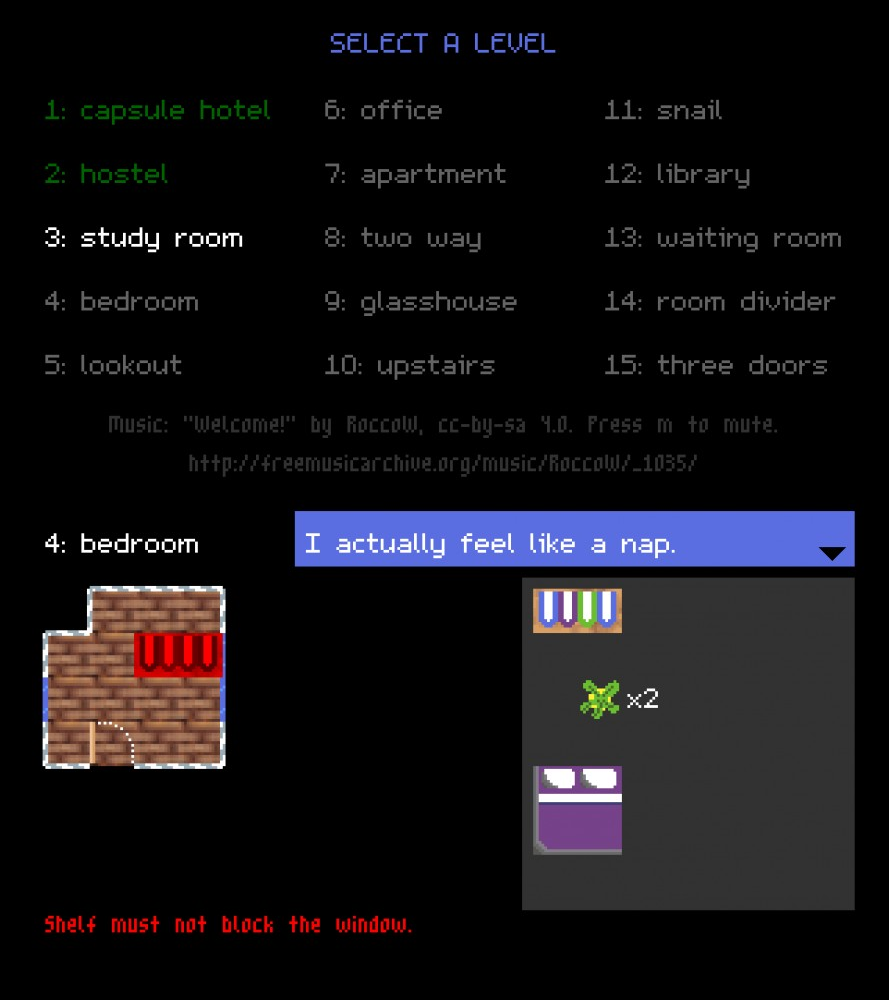 SELECT A LEVEL
1: capsule hotel
2: hostel
3: study room
4: bedroom
5: lookout
6: office
7: apartment
8: two way
9: glasshouse
10: upstairs
11: snail
12: library
13: waiting room
14: room divider
15: three doors
Music: "Welcome!" by RoccoW, cc-by-sa 4.0. Press m to mute.
http://freemusicarchive.org/music/RoccoW/_1035/
4: bedroom
I actually feel like a nap.
x2
Shelf must not block the window.